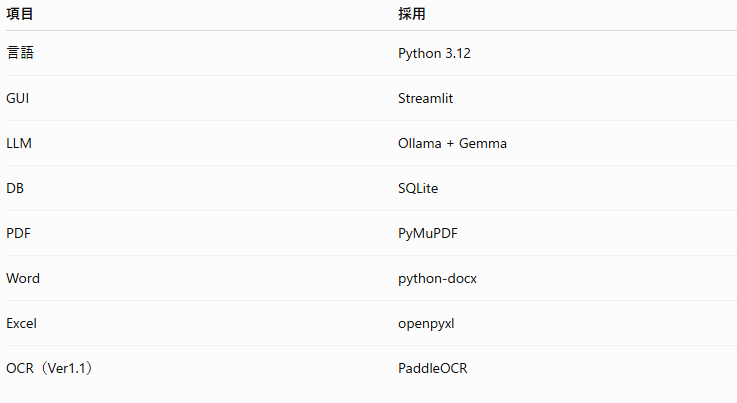 項目 採用
言語 Python 3.12
GUI Streamlit
LLM Ollama + Gemma
DB SQLite
PDF PyMuPDF
Word python-docx
Excel openpyxl
OCR（Ver1.1） PaddleOCR